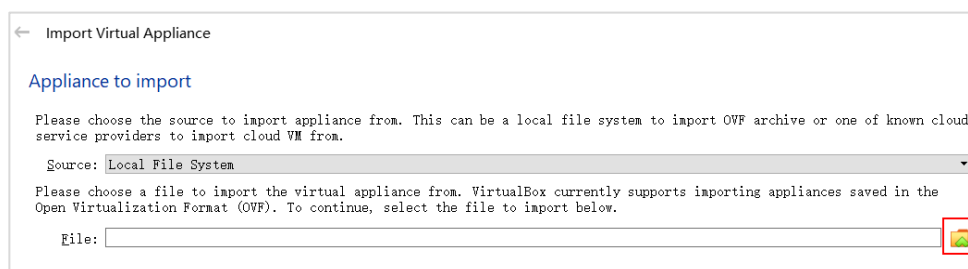 ← Import Virtual Appliance
Appliance to import
Please choose the source to import appliance from. This can be a local file system to import OVF archive or one of known cloud
service providers to import cloud VM from.
Source: Local File System
Please choose a file to import the virtual appliance from. VirtualBox currently supports importing appliances saved in the
Open Virtualization Format (OVF). To continue, select the file to import below.
File: